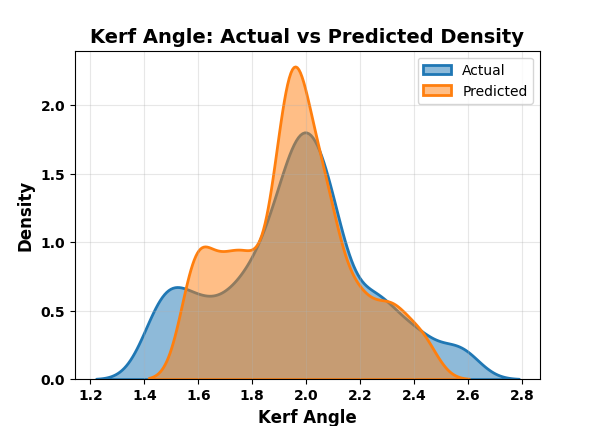 Kerf Angle: Actual vs Predicted Density
Actual
Predicted
Density
2.0
1.5
1.0
0.5
0.0
1.2 1.4 1.6 1.8 2.0 2.2 2.4 2.6 2.8
Kerf Angle